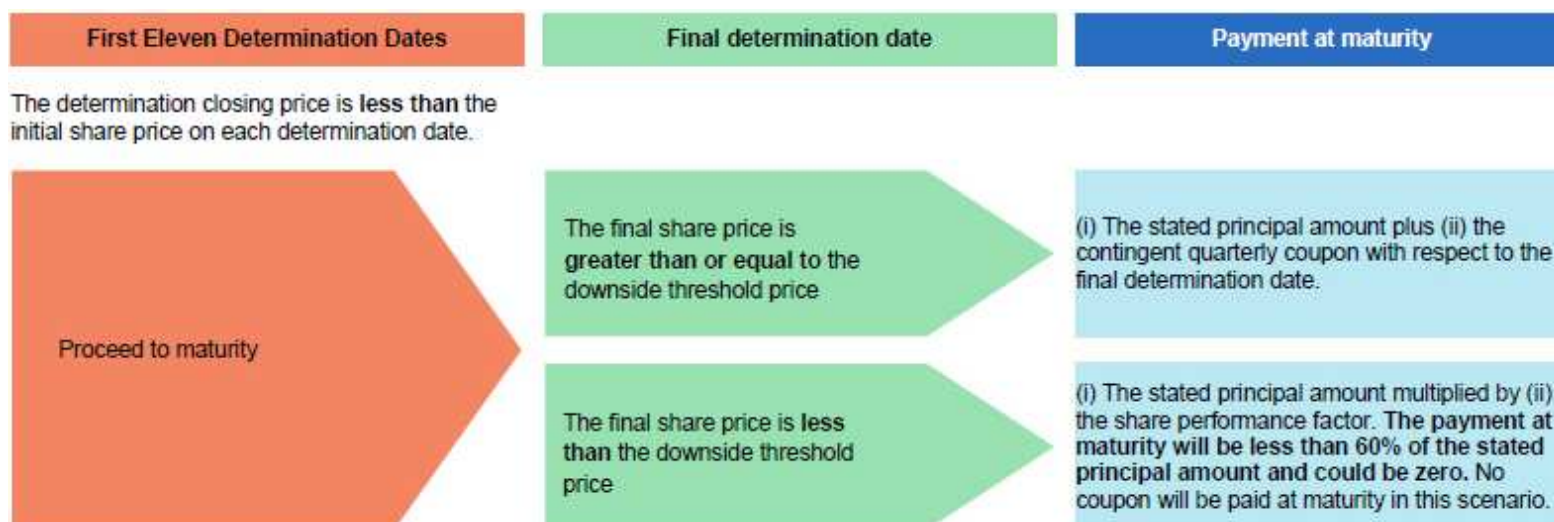 First Eleven Determination Dates
Final determination date
Payment at maturity
The determination closing price is less than the
initial share price on each determination date.
Proceed to maturity
The final share price is
greater than or equal to the
downside threshold price
(i) The stated principal amount plus (ii) the
contingent quarterly coupon with respect to the
final determination date.
The final share price is less
than the downside threshold
price
(i) The stated principal amount multiplied by (ii)
the share performance factor. The payment at
maturity will be less than 60% of the stated
principal amount and could be zero. No
coupon will be paid at maturity in this scenario.